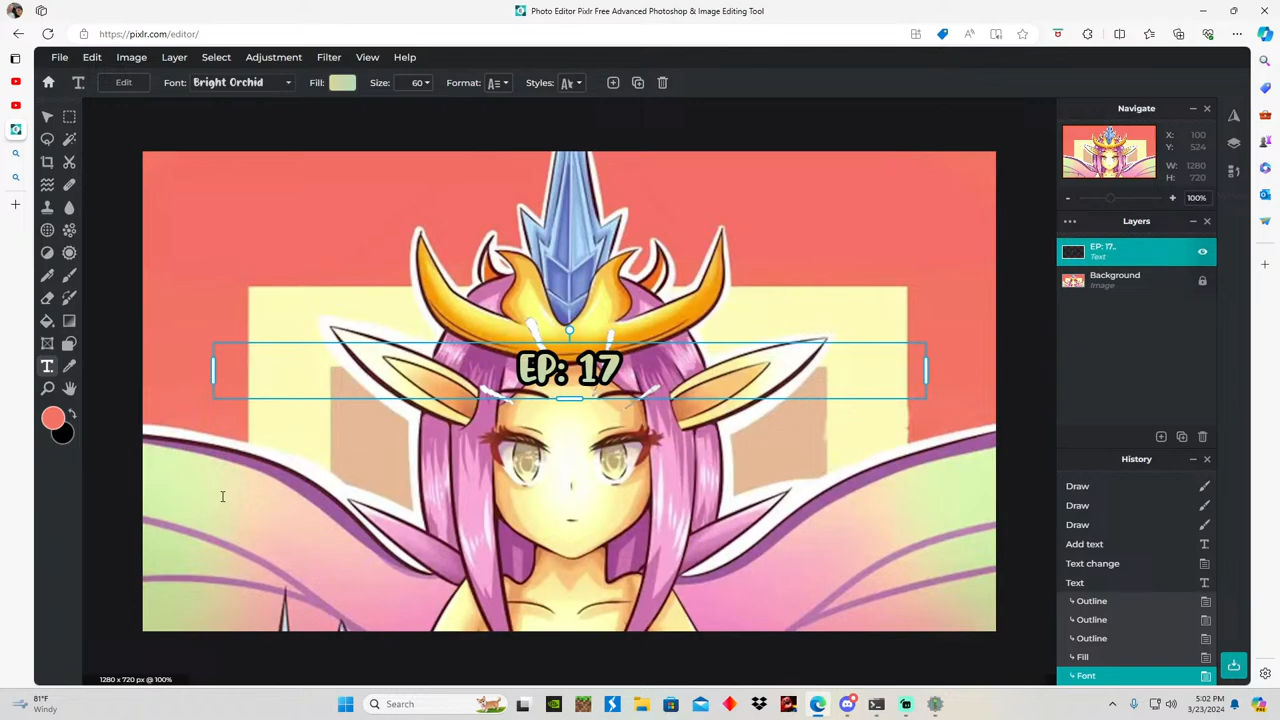 Photo Editor Pixlr Free Advanced Photoshop & Image Editing Tool
https://pixlr.com/editor/
File Edit Image Layer Select Adjustment Filter View Help
Edit Font: Bright Orchid Fill: Size: 60 Format: Styles:
Navigate
X: 100
Y: 524
W: 1280
H: 720
- + 100%
Layers
EP: 17..
Text
Background
Image
EP: 17
History
Draw
Draw
Draw
Add text
Text change
Text
Outline
Outline
Outline
Fill
Font
1280 x 720 px @ 100%
81°F
Windy
Search
5:02 PM
3/23/2024